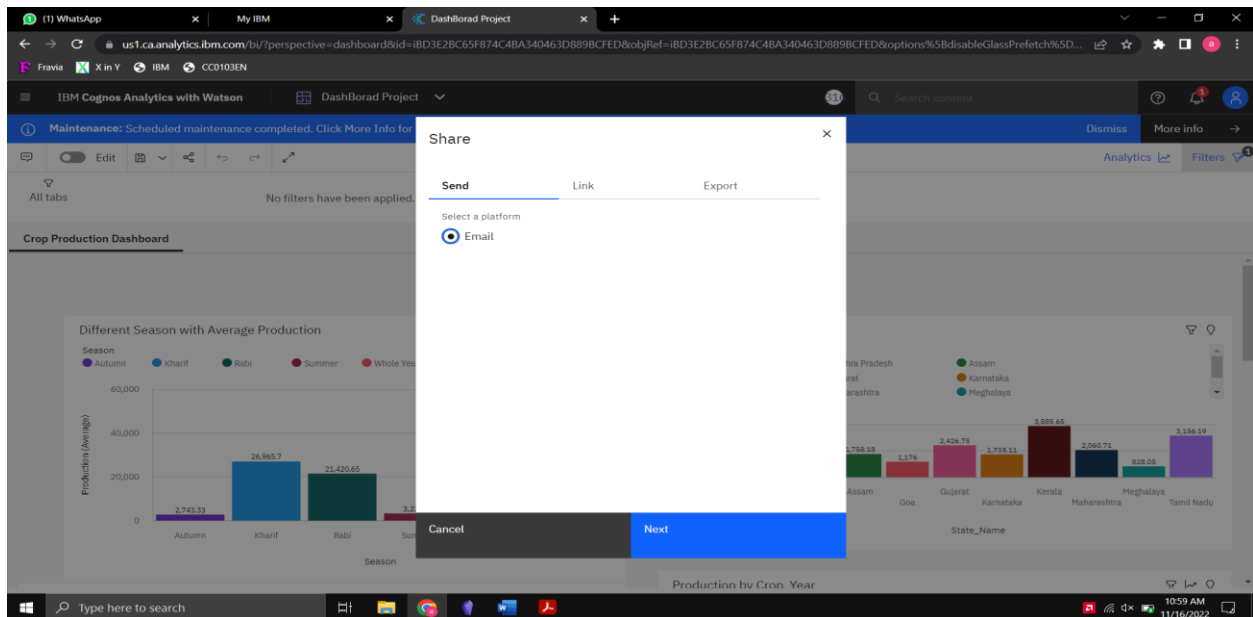 (1) WhatsApp
My IBM
DashBorad Project
us1.ca.analytics.ibm.com/bi/?perspective=dashboard&id=iBD3E2BC65F874C4BA340463D889BCFED&objRef=iBD3E2BC65F874C4BA340463D889BCFED&options%5BdisableGlassPrefetch%5D...
a
Fravia
X in Y
IBM
CC0103EN
IBM Cognos Analytics with Watson
DashBorad Project
Search content
1
Maintenance: Scheduled maintenance completed. Click More Info for
Dismiss
More info
Edit
Analytics
Filters
1
All tabs
No filters have been applied.
Crop Production Dashboard
Share
Send
Link
Export
Select a platform
Email
Cancel
Next
Different Season with Average Production
Season
Autumn
Kharif
Rabi
Summer
Whole Yea
Production (Average)
60,000
40,000
20,000
0
2,743.33
26,965.7
21,420.65
Autumn
Kharif
Rabi
Season
Assam
Karnataka
Meghalaya
1,758.18
1,176
2,426.75
1,739.11
3,885.65
2,060.71
828.05
3,186.19
Assam
Goa
Gujarat
Karnataka
Kerala
Maharashtra
Meghalaya
Tamil Nadu
State_Name
Production by Crop_Year
Type here to search
10:59 AM
11/16/2022